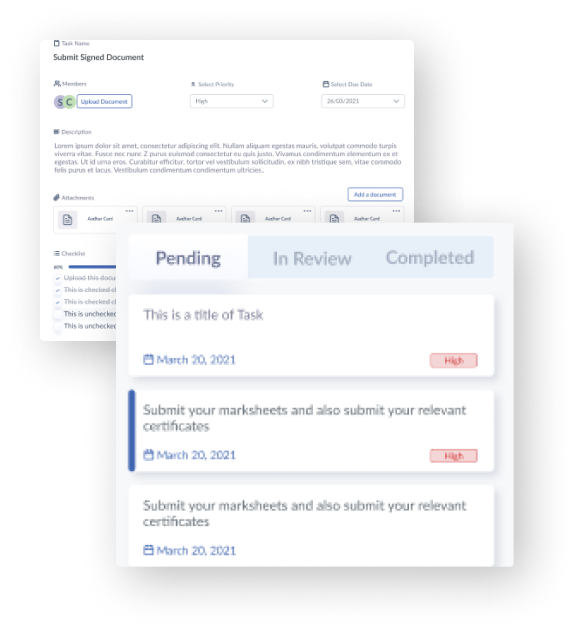 Task Name
Submit Signed Document
Members
Select Priority
Select Due Date
S C Upload Document
High
26/03/2021
Description
Lorem ipsum dolor sit amet, consectetur adipiscing elit. Nullam aliquam egestas mauris, volutpat commodo turpis
viverra vitae. Fusce nec nunc Z purus euismod consectetur eu quis justo. Vivamus condimentum elementum ex et
egestas. Ut id urna eros. Curabitur efficitur, tortor vel vestibulum sollicitudin, ex nibh tristique sem, vitae commodo
felis purus et lacus. Vestibulum condimentum condimentum ultricies..
Attachments
Add a document
Aadhar Card
Aadhar Card
Aadhar Card
Aadhar Card
Checklist
60%
Upload this docu
This is checked cl
This is checked cl
This is unchecked
This is unchecked
Pending
In Review
Completed
This is a title of Task
March 20, 2021
High
Submit your marksheets and also submit your relevant
certificates
March 20, 2021
High
Submit your marksheets and also submit your relevant
certificates
March 20, 2021